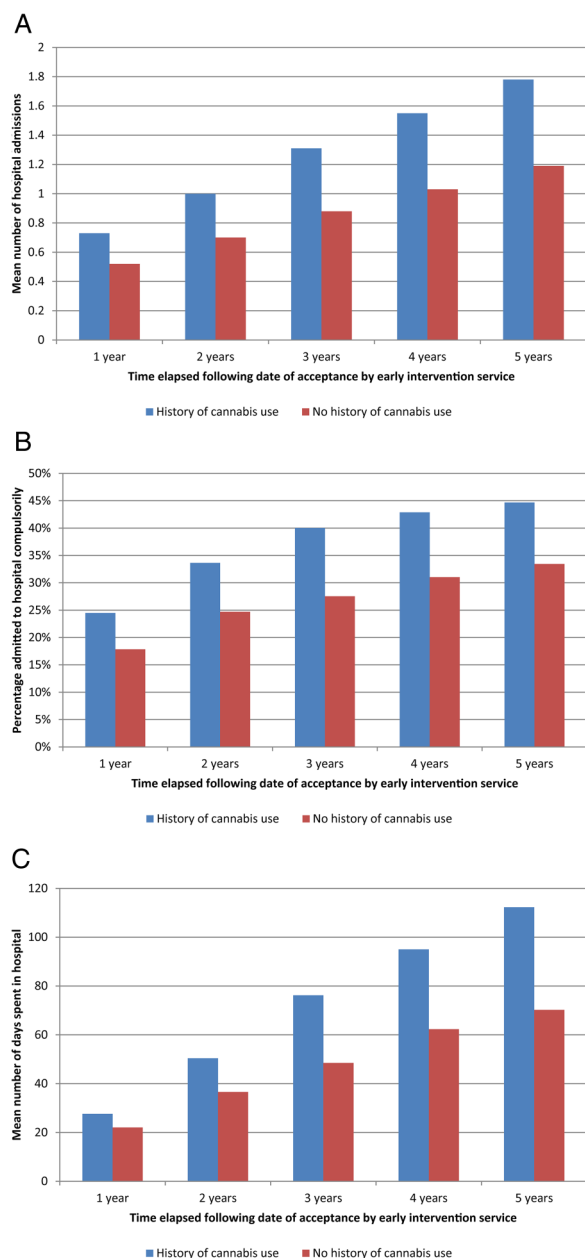 A
Mean number of hospital admissions
2
1.8
1.6
1.4
1.2
1
0.8
0.6
0.4
0.2
0
1 year 2 years 3 years 4 years 5 years
Time elapsed following date of acceptance by early intervention service
History of cannabis use No history of cannabis use
B
Percentage admitted to hospital compulsorily
50%
45%
40%
35%
30%
25%
20%
15%
10%
5%
0%
1 year 2 years 3 years 4 years 5 years
Time elapsed following date of acceptance by early intervention service
History of cannabis use No history of cannabis use
C
Mean number of days spent in hospital
120
100
80
60
40
20
0
1 year 2 years 3 years 4 years 5 years
Time elapsed following date of acceptance by early intervention service
History of cannabis use No history of cannabis use